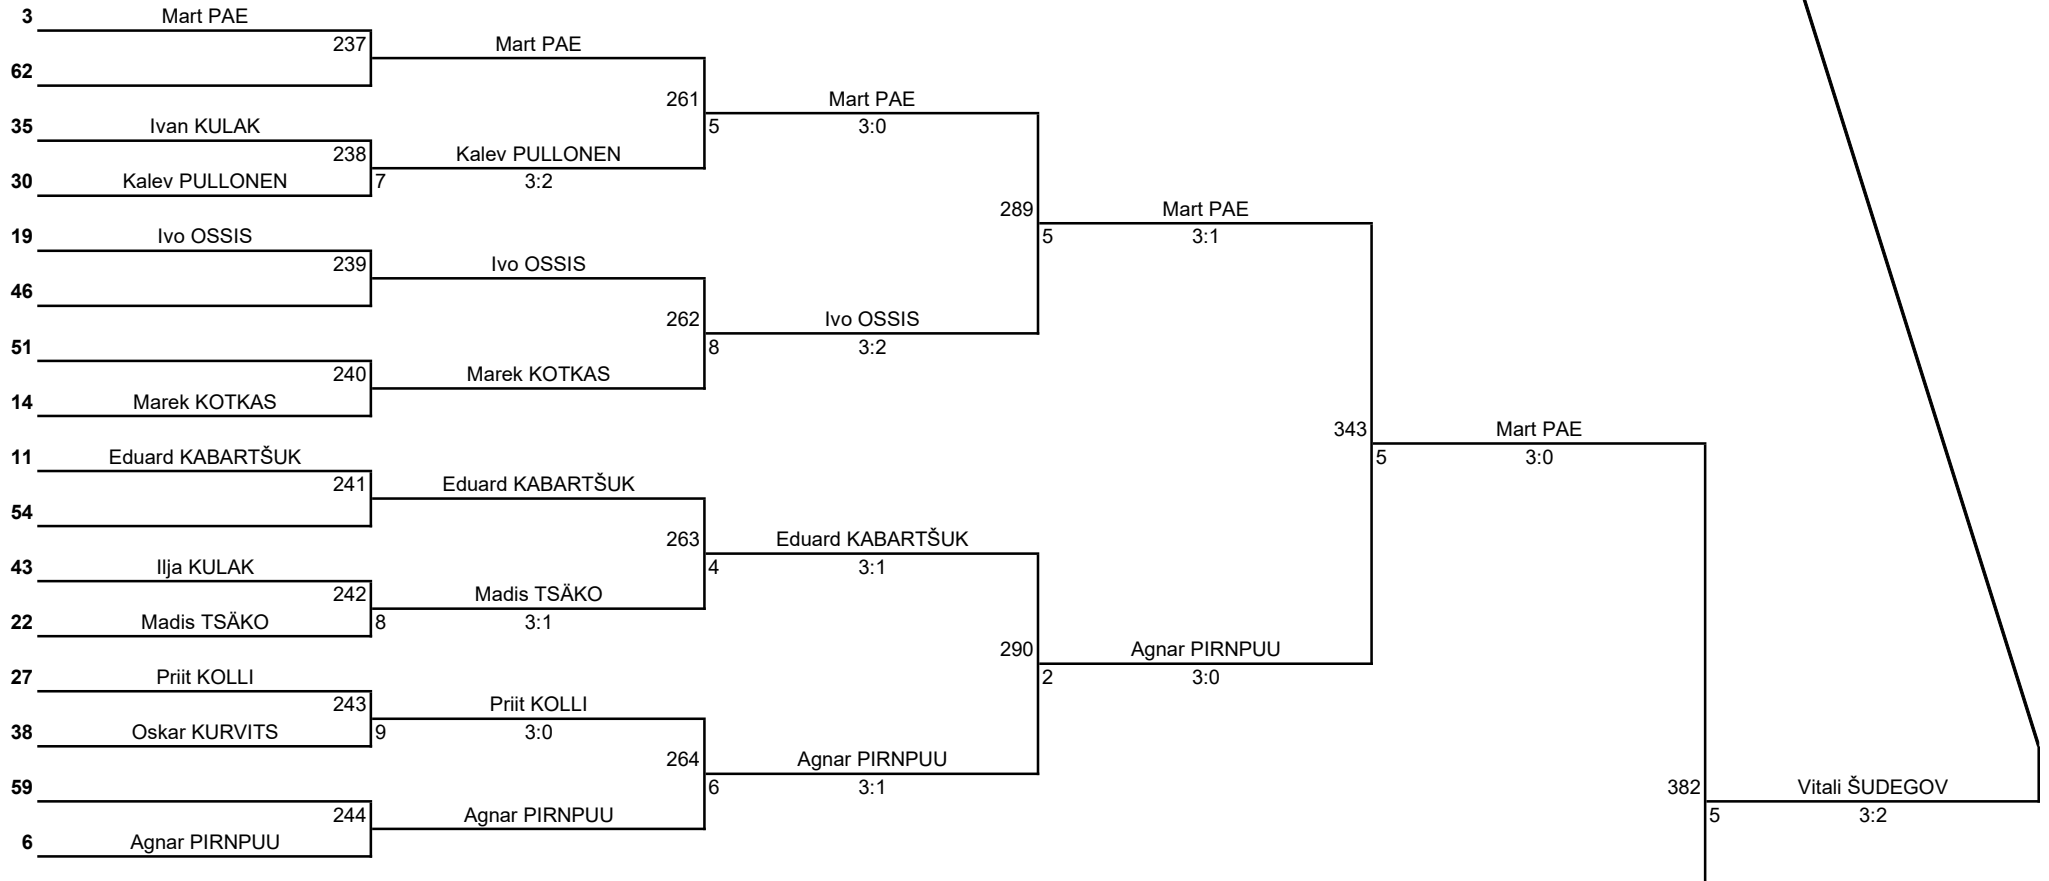 3 Mart PAE
237 Mart PAE
62
261 Mart PAE
35 Ivan KULAK
5 3:0
238 Kalev PULLONEN
30 Kalev PULLONEN
7 3:2
289 Mart PAE
19 Ivo OSSIS
5 3:1
239 Ivo OSSIS
46
262 Ivo OSSIS
51
8 3:2
240 Marek KOTKAS
14 Marek KOTKAS
343 Mart PAE
11 Eduard KABARTŠUK
5 3:0
241 Eduard KABARTŠUK
54
263 Eduard KABARTŠUK
43 Ilja KULAK
4 3:1
242 Madis TSÄKO
22 Madis TSÄKO
8 3:1
290 Agnar PIRNPUU
27 Priit KOLLI
2 3:0
243 Priit KOLLI
38 Oskar KURVITS
9 3:0
264 Agnar PIRNPUU
59
6 3:1
382 Vitali ŠUDEGOV
244 Agnar PIRNPUU
5 3:2
6 Agnar PIRNPUU